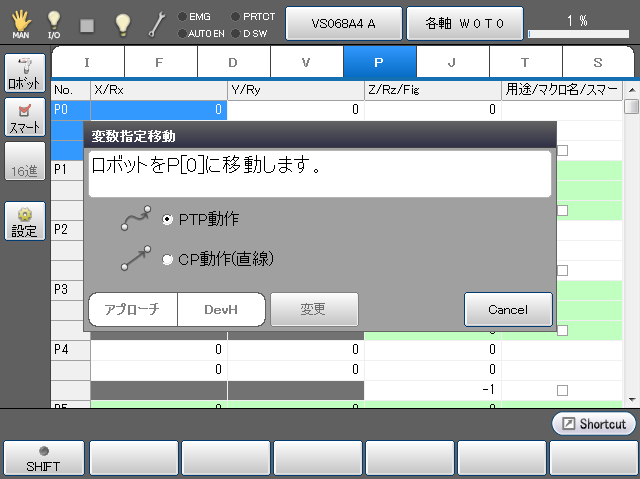 MAN
I/O
EMG
PRTCT
AUTO EN
D SW
VS068A4 A
各軸 W0T0
1 %
ロボット
スマート
16進
設定
I F D V P J T S
No. X/Rx Y/Ry Z/Rz/Fig 用途/マクロ名/スマー
P0 0 0 0
変数指定移動
ロボットをP[0]に移動します。
P1
PTP動作
P2
CP動作(直線)
P3
アプローチ DevH 変更 Cancel
0
P4 0 0 0
0 0 0
-1
P5
Shortcut
SHIFT